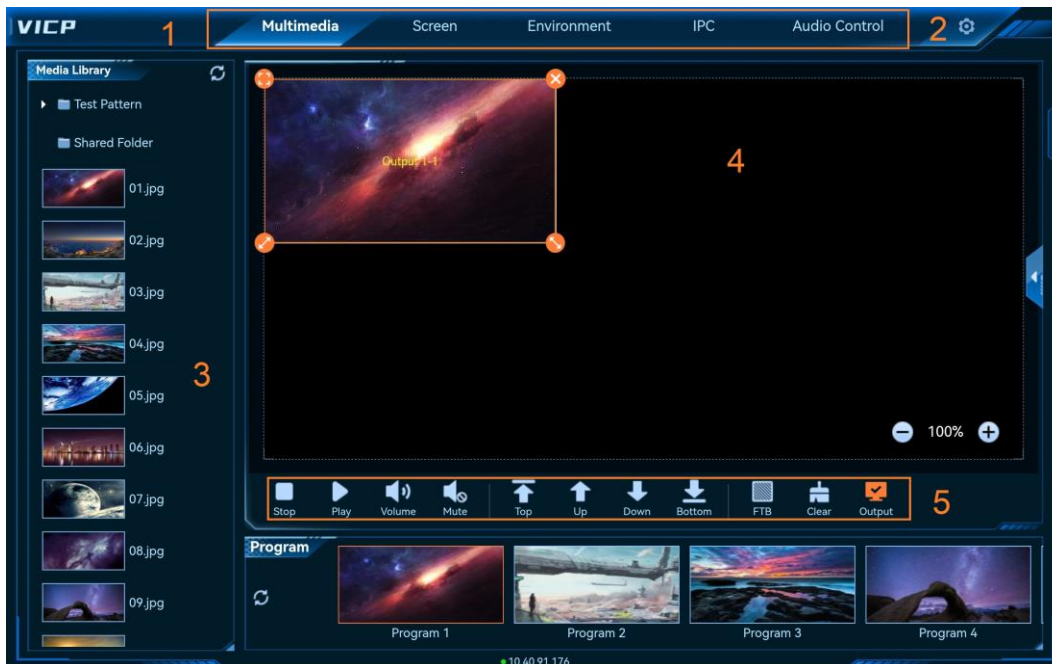 VICP
1
Multimedia
Screen
Environment
IPC
Audio Control
2
Media Library
Test Pattern
Shared Folder
01.jpg
02.jpg
03.jpg
04.jpg
05.jpg
06.jpg
07.jpg
08.jpg
09.jpg
3
Output 1-1
4
100%
Stop
Play
Volume
Mute
Top
Up
Down
Bottom
FTB
Clear
Output
5
Program
Program 1
Program 2
Program 3
Program 4
10.40.91.176